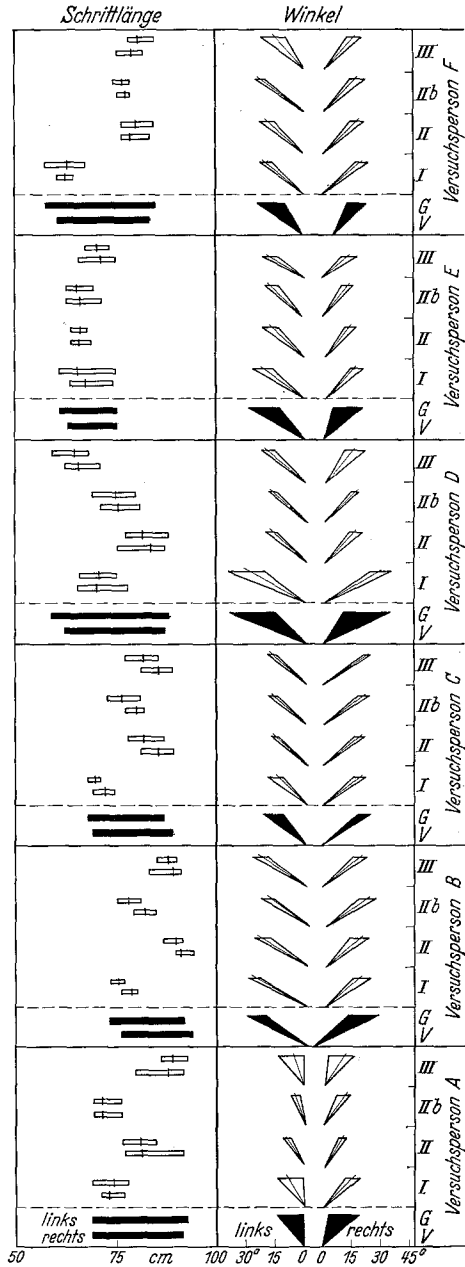 Schrittlänge Winkel
III
IIb
II
I
G
V
Versuchsperson F
III
IIb
II
I
G
V
Versuchsperson E
III
IIb
II
I
G
V
Versuchsperson D
III
IIb
II
I
G
V
Versuchsperson C
III
IIb
II
I
G
V
Versuchsperson B
III
IIb
II
I
G
V
Versuchsperson A
links
rechts
links rechts
50 75 cm 100 30° 15 0 0 15 30 45°